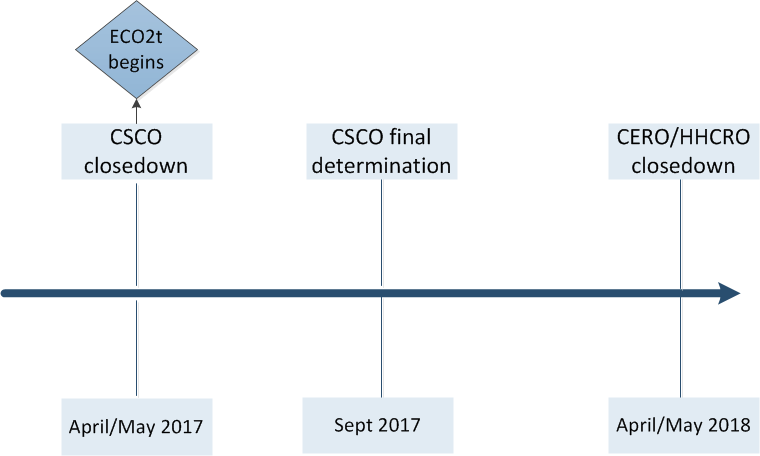 ECO2t
begins
CSCO
closedown
CSCO final
determination
CERO/HHCRO
closedown
April/May 2017
Sept 2017
April/May 2018